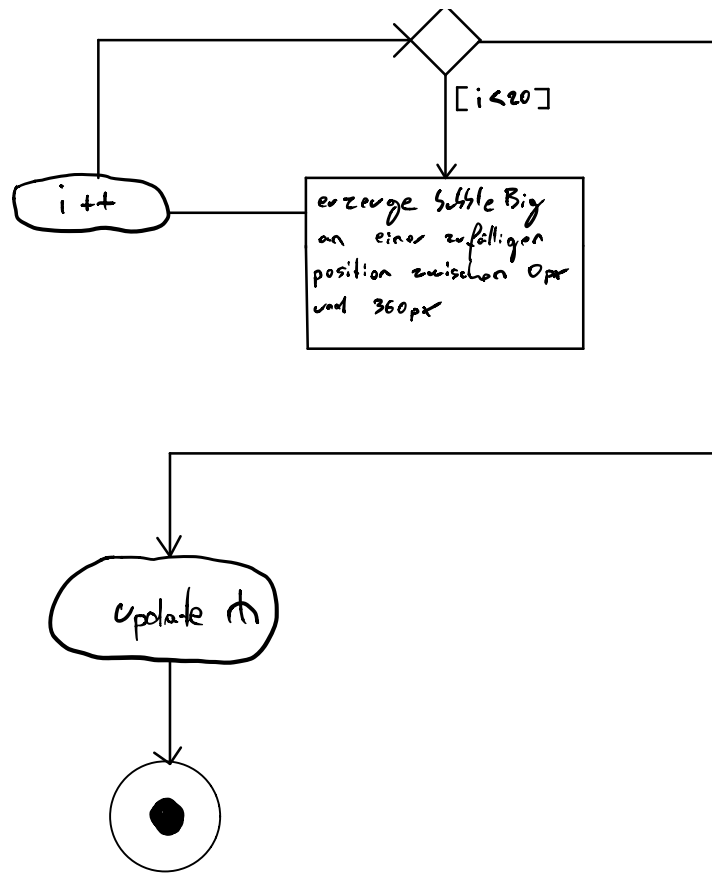 [i<20]
i ++
erzeuge bubble Big
an einer zufälligen
position zwischen 0px
und 360px
update